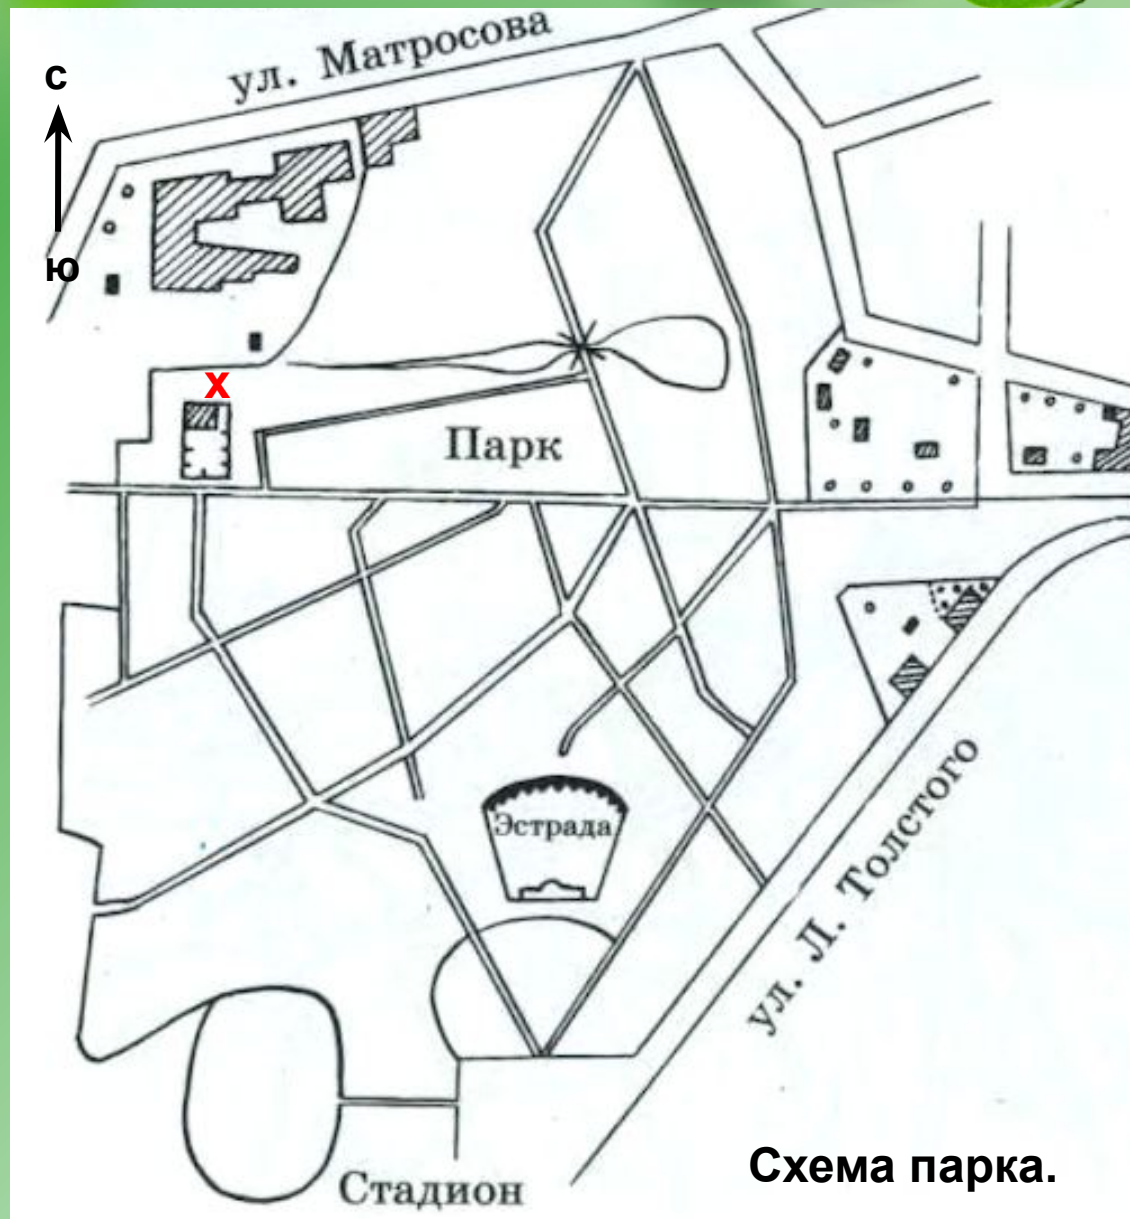 ул. Матросова
с
ю
х
Парк
Эстрада
ул. Л. Толстого
Схема парка.
Стадион